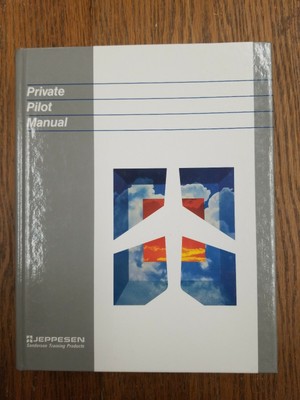 Private
Pilot
Manual
JEPPESEN
Sanderson Training Products